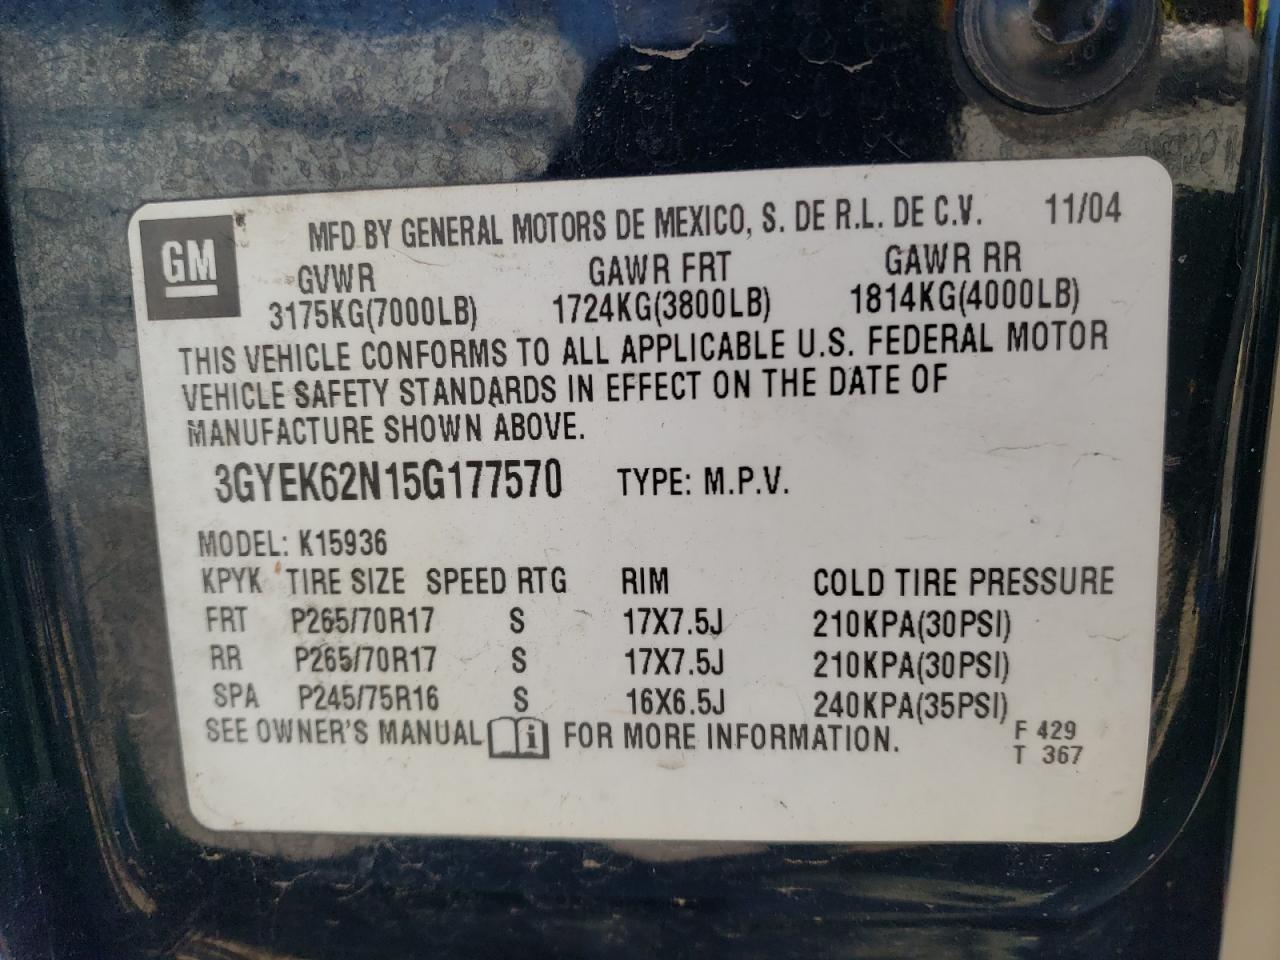 GM
MFD BY GENERAL MOTORS DE MEXICO, S. DE R.L. DE C.V. 11/04
GVWR GAWR FRT GAWR RR
3175KG(7000LB) 1724KG(3800LB) 1814KG(4000LB)
THIS VEHICLE CONFORMS TO ALL APPLICABLE U.S. FEDERAL MOTOR
VEHICLE SAFETY STANDARDS IN EFFECT ON THE DATE OF
MANUFACTURE SHOWN ABOVE.
3GYEK62N15G177570 TYPE: M.P.V.
MODEL: K15936
KPYK TIRE SIZE SPEED RTG RIM COLD TIRE PRESSURE
FRT P265/70R17 S 17X7.5J 210KPA(30PSI)
RR P265/70R17 S 17X7.5J 210KPA(30PSI)
SPA P245/75R16 S 16X6.5J 240KPA(35PSI)
SEE OWNER'S MANUAL i FOR MORE INFORMATION.
F 429
T 367